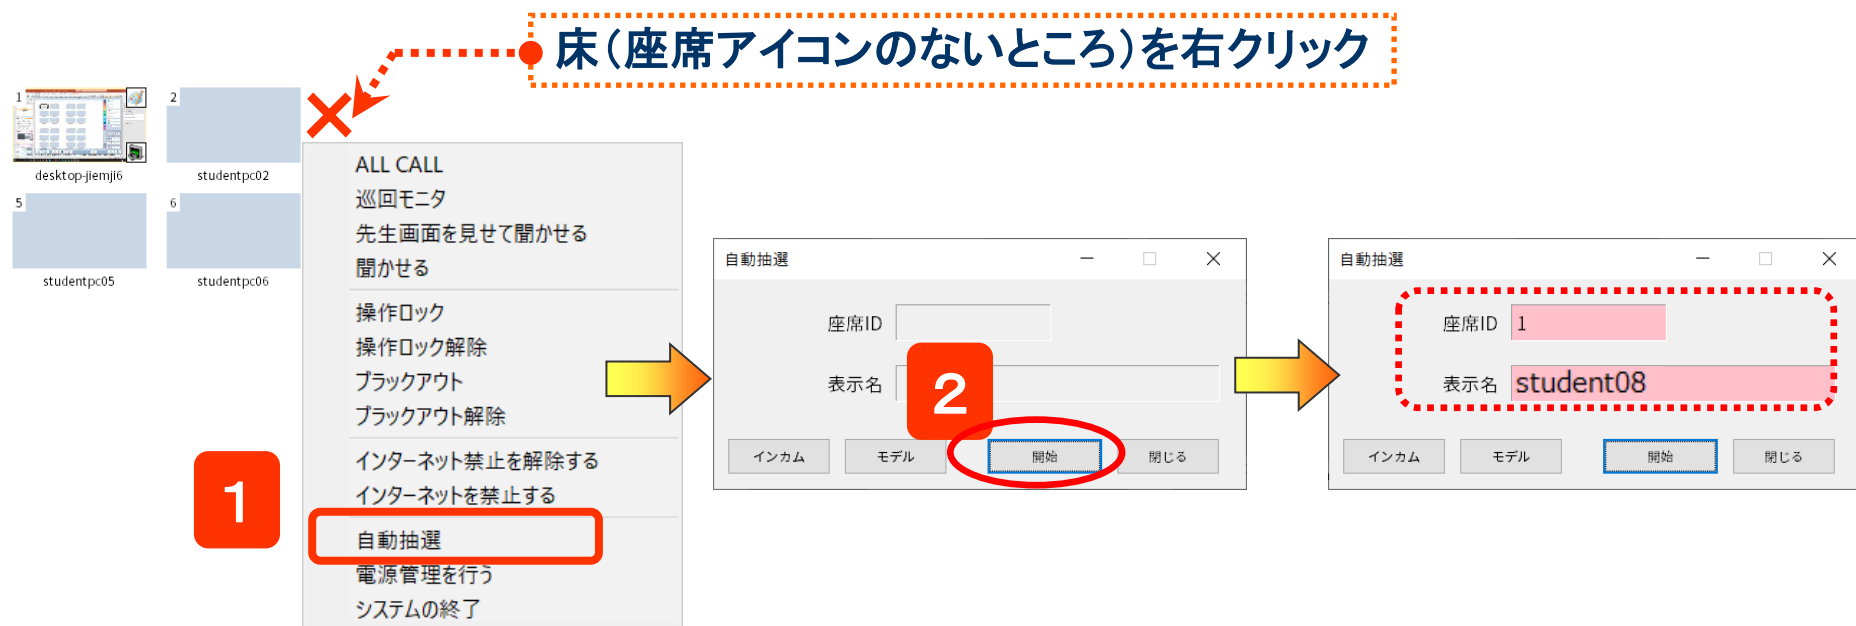 床（座席アイコンのないところ）を右クリック
1
desktop-jiemji6
2
studentpc02
5
studentpc05
6
studentpc06
ALL CALL
巡回モニタ
先生画面を見せて聞かせる
聞かせる
操作ロック
操作ロック解除
ブラックアウト
ブラックアウト解除
インターネット禁止を解除する
インターネットを禁止する
自動抽選
電源管理を行う
システムの終了
1
自動抽選
座席ID
表示名
2
インカム
モデル
開始
閉じる
自動抽選
座席ID
1
表示名
student08
インカム
モデル
開始
閉じる